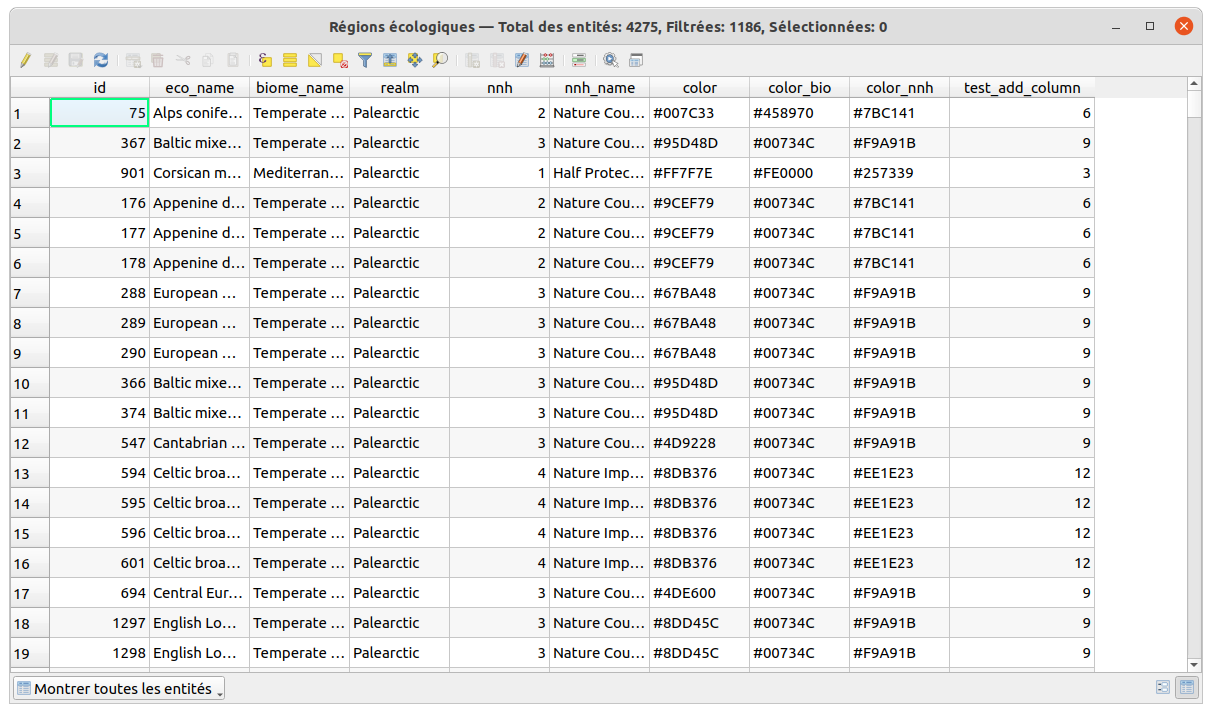 Régions écologiques — Total des entités: 4275, Filtrées: 1186, Sélectionnées: 0
id eco_name biome_name realm nnh nnh_name color color_bio color_nnh test_add_column
1 75 Alps conife… Temperate … Palearctic 2 Nature Cou… #007C33 #458970 #7BC141 6
2 367 Baltic mixe… Temperate … Palearctic 3 Nature Cou… #95D48D #00734C #F9A91B 9
3 901 Corsican m… Mediterran… Palearctic 1 Half Protec… #FF7F7E #FE0000 #257339 3
4 176 Appenine d… Temperate … Palearctic 2 Nature Cou… #9CEF79 #00734C #7BC141 6
5 177 Appenine d… Temperate … Palearctic 2 Nature Cou… #9CEF79 #00734C #7BC141 6
6 178 Appenine d… Temperate … Palearctic 2 Nature Cou… #9CEF79 #00734C #7BC141 6
7 288 European … Temperate … Palearctic 3 Nature Cou… #67BA48 #00734C #F9A91B 9
8 289 European … Temperate … Palearctic 3 Nature Cou… #67BA48 #00734C #F9A91B 9
9 290 European … Temperate … Palearctic 3 Nature Cou… #67BA48 #00734C #F9A91B 9
10 366 Baltic mixe… Temperate … Palearctic 3 Nature Cou… #95D48D #00734C #F9A91B 9
11 374 Baltic mixe… Temperate … Palearctic 3 Nature Cou… #95D48D #00734C #F9A91B 9
12 547 Cantabrian … Temperate … Palearctic 3 Nature Cou… #4D9228 #00734C #F9A91B 9
13 594 Celtic broa… Temperate … Palearctic 4 Nature Imp… #8DB376 #00734C #EE1E23 12
14 595 Celtic broa… Temperate … Palearctic 4 Nature Imp… #8DB376 #00734C #EE1E23 12
15 596 Celtic broa… Temperate … Palearctic 4 Nature Imp… #8DB376 #00734C #EE1E23 12
16 601 Celtic broa… Temperate … Palearctic 4 Nature Imp… #8DB376 #00734C #EE1E23 12
17 694 Central Eur… Temperate … Palearctic 3 Nature Cou… #4DE600 #00734C #F9A91B 9
18 1297 English Lo… Temperate … Palearctic 3 Nature Cou… #8DD45C #00734C #F9A91B 9
19 1298 English Lo… Temperate … Palearctic 3 Nature Cou… #8DD45C #00734C #F9A91B 9
Montrer toutes les entités